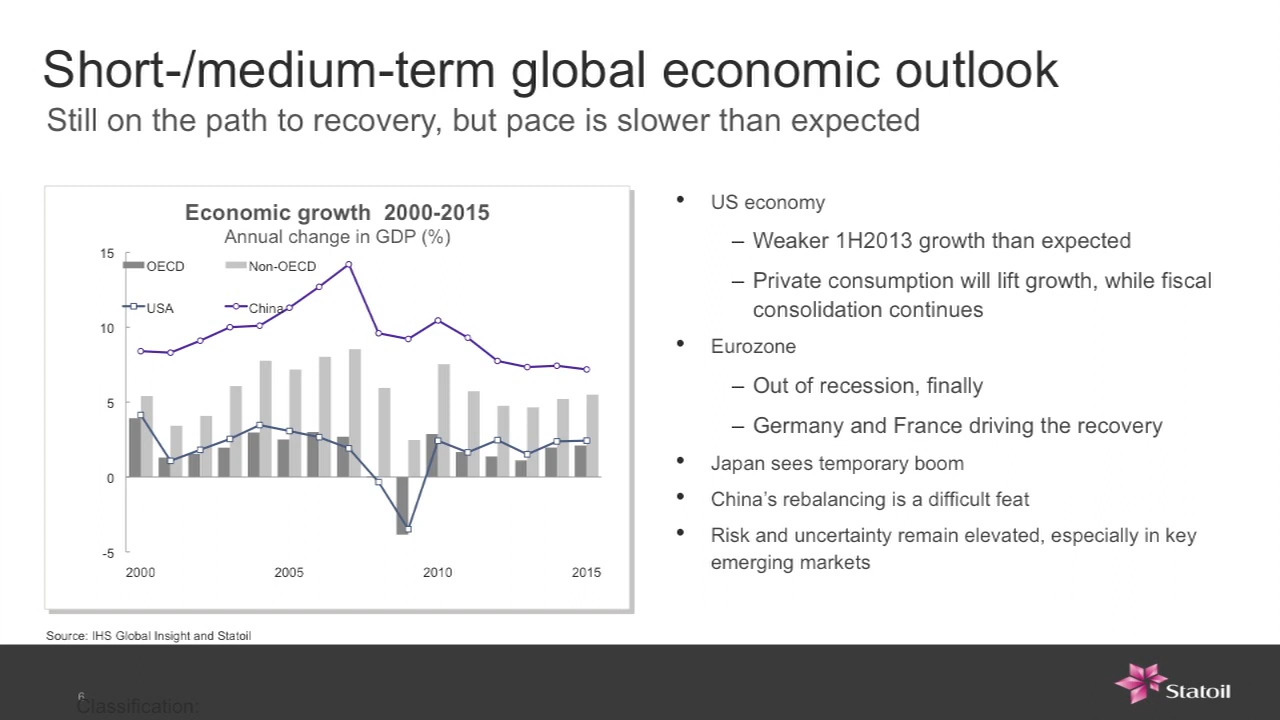 Short-/medium-term global economic outlook
Still on the path to recovery, but pace is slower than expected
Economic growth 2000-2015
Annual change in GDP (%)
15
OECD
Non-OECD
USA
China
10
5
0
-5
2000
2005
2010
2015
Source: IHS Global Insight and Statoil
• US economy
– Weaker 1H2013 growth than expected
– Private consumption will lift growth, while fiscal
consolidation continues
• Eurozone
– Out of recession, finally
– Germany and France driving the recovery
• Japan sees temporary boom
• China’s rebalancing is a difficult feat
• Risk and uncertainty remain elevated, especially in key
emerging markets
6
Classification:
Statoil